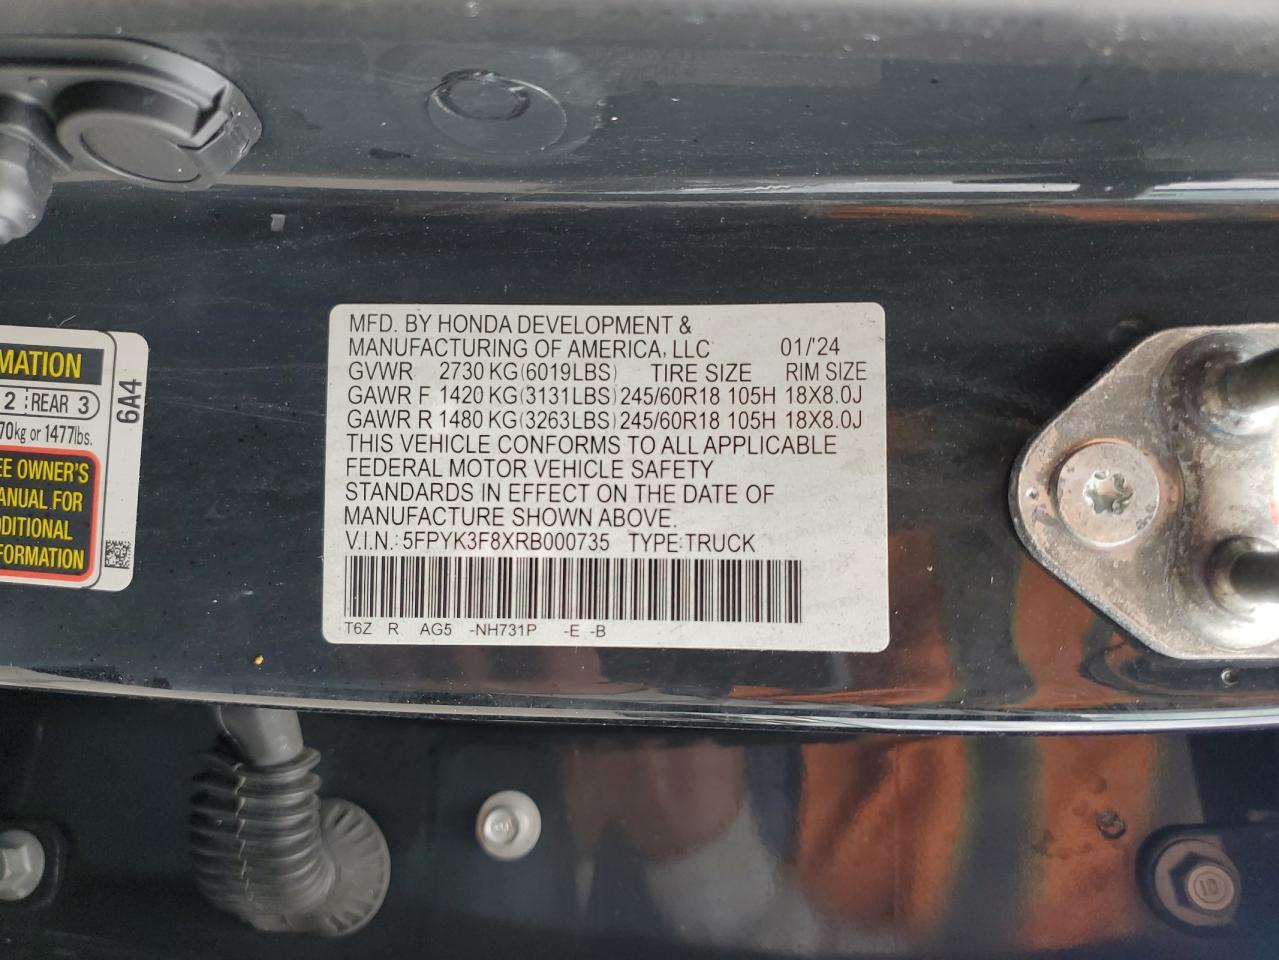 MFD. BY HONDA DEVELOPMENT &
MANUFACTURING OF AMERICA, LLC 01/24
GVWR 2730 KG(6019LBS) TIRE SIZE RIM SIZE
GAWR F 1420 KG(3131LBS) 245/60R18 105H 18X8.0J
GAWR R 1480 KG(3263LBS) 245/60R18 105H 18X8.0J
THIS VEHICLE CONFORMS TO ALL APPLICABLE
FEDERAL MOTOR VEHICLE SAFETY
STANDARDS IN EFFECT ON THE DATE OF
MANUFACTURE SHOWN ABOVE.
V.I.N.: 5FPYK3F8XRB000735 TYPE:TRUCK
T6Z R AG5 -NH731P -E -B
MATION
2 REAR 3
70kg or 1477lbs.
EE OWNER'S
ANUAL FOR
DDITIONAL
FORMATION
6A4